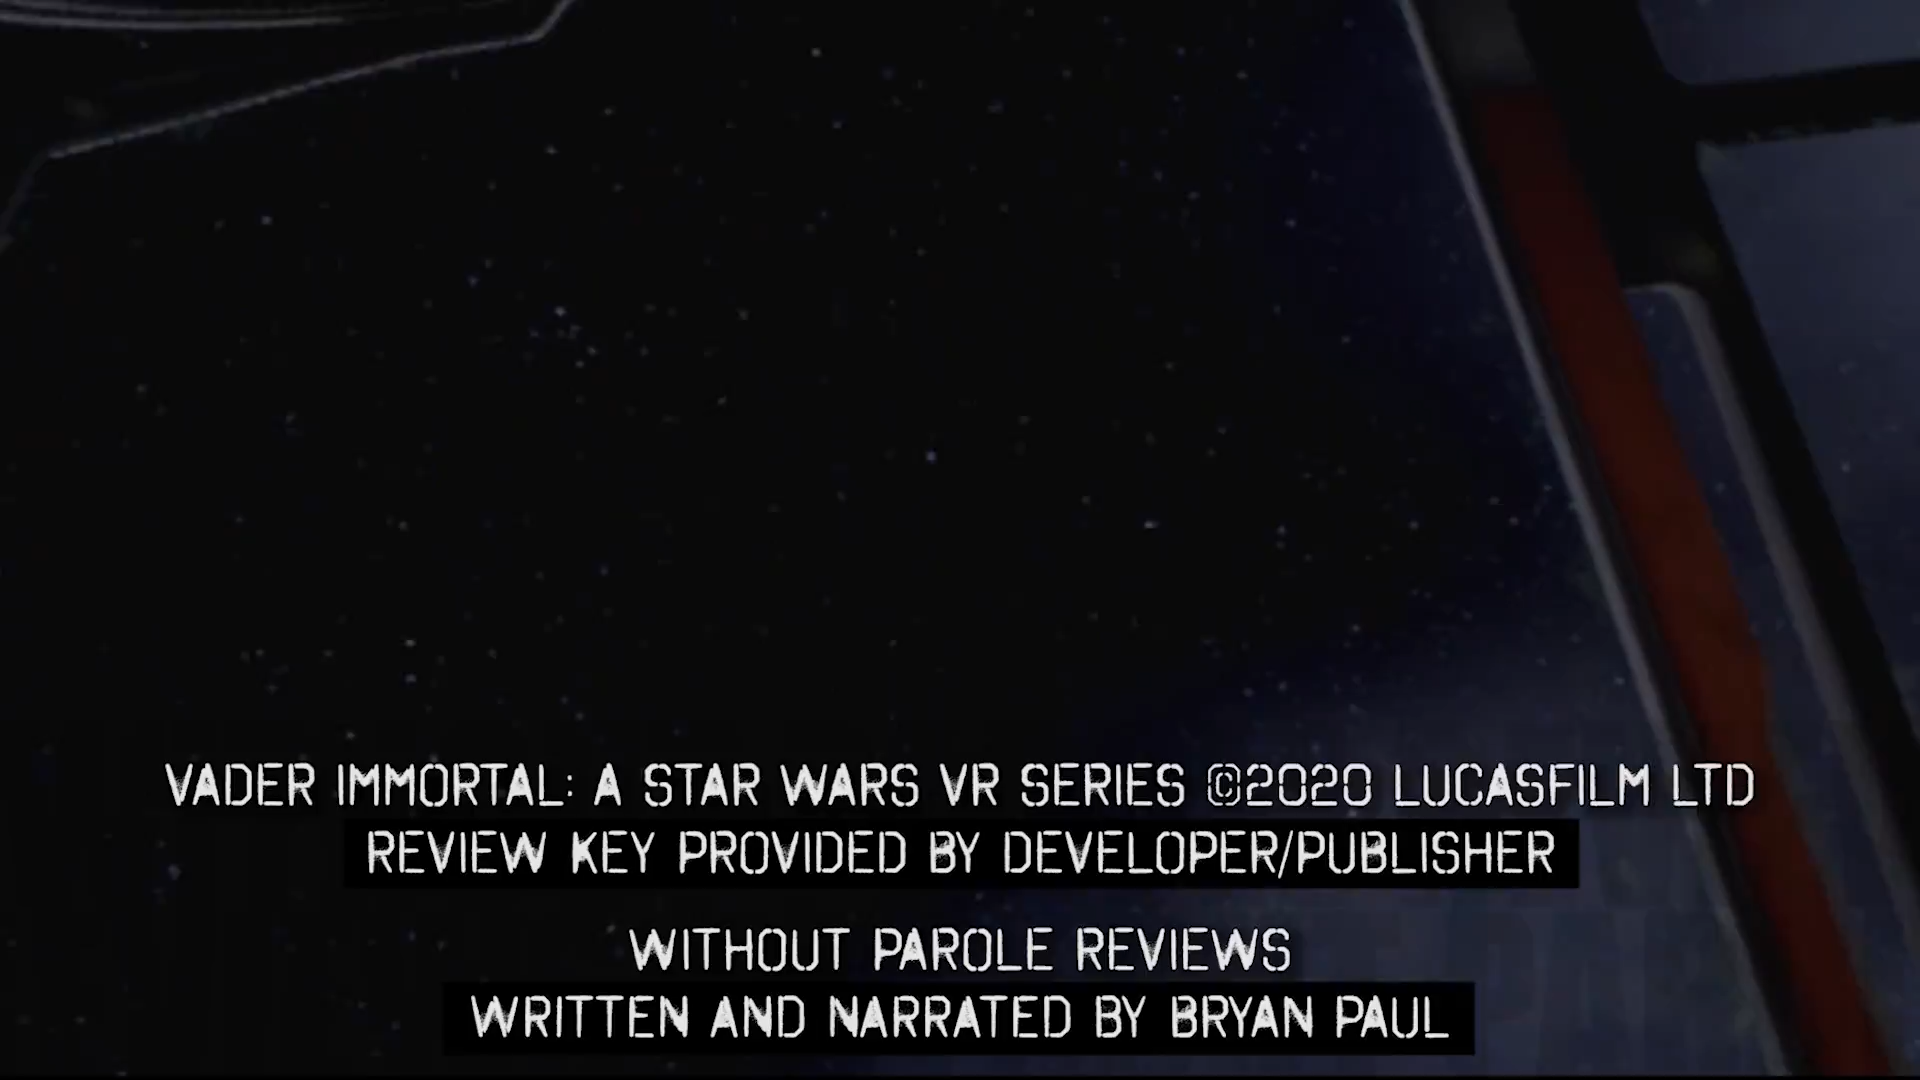 VADER IMMORTAL: A STAR WARS VR SERIES ©2020 LUCASFILM LTD
REVIEW KEY PROVIDED BY DEVELOPER/PUBLISHER
WITHOUT PAROLE REVIEWS
WRITTEN AND NARRATED BY BRYAN PAUL